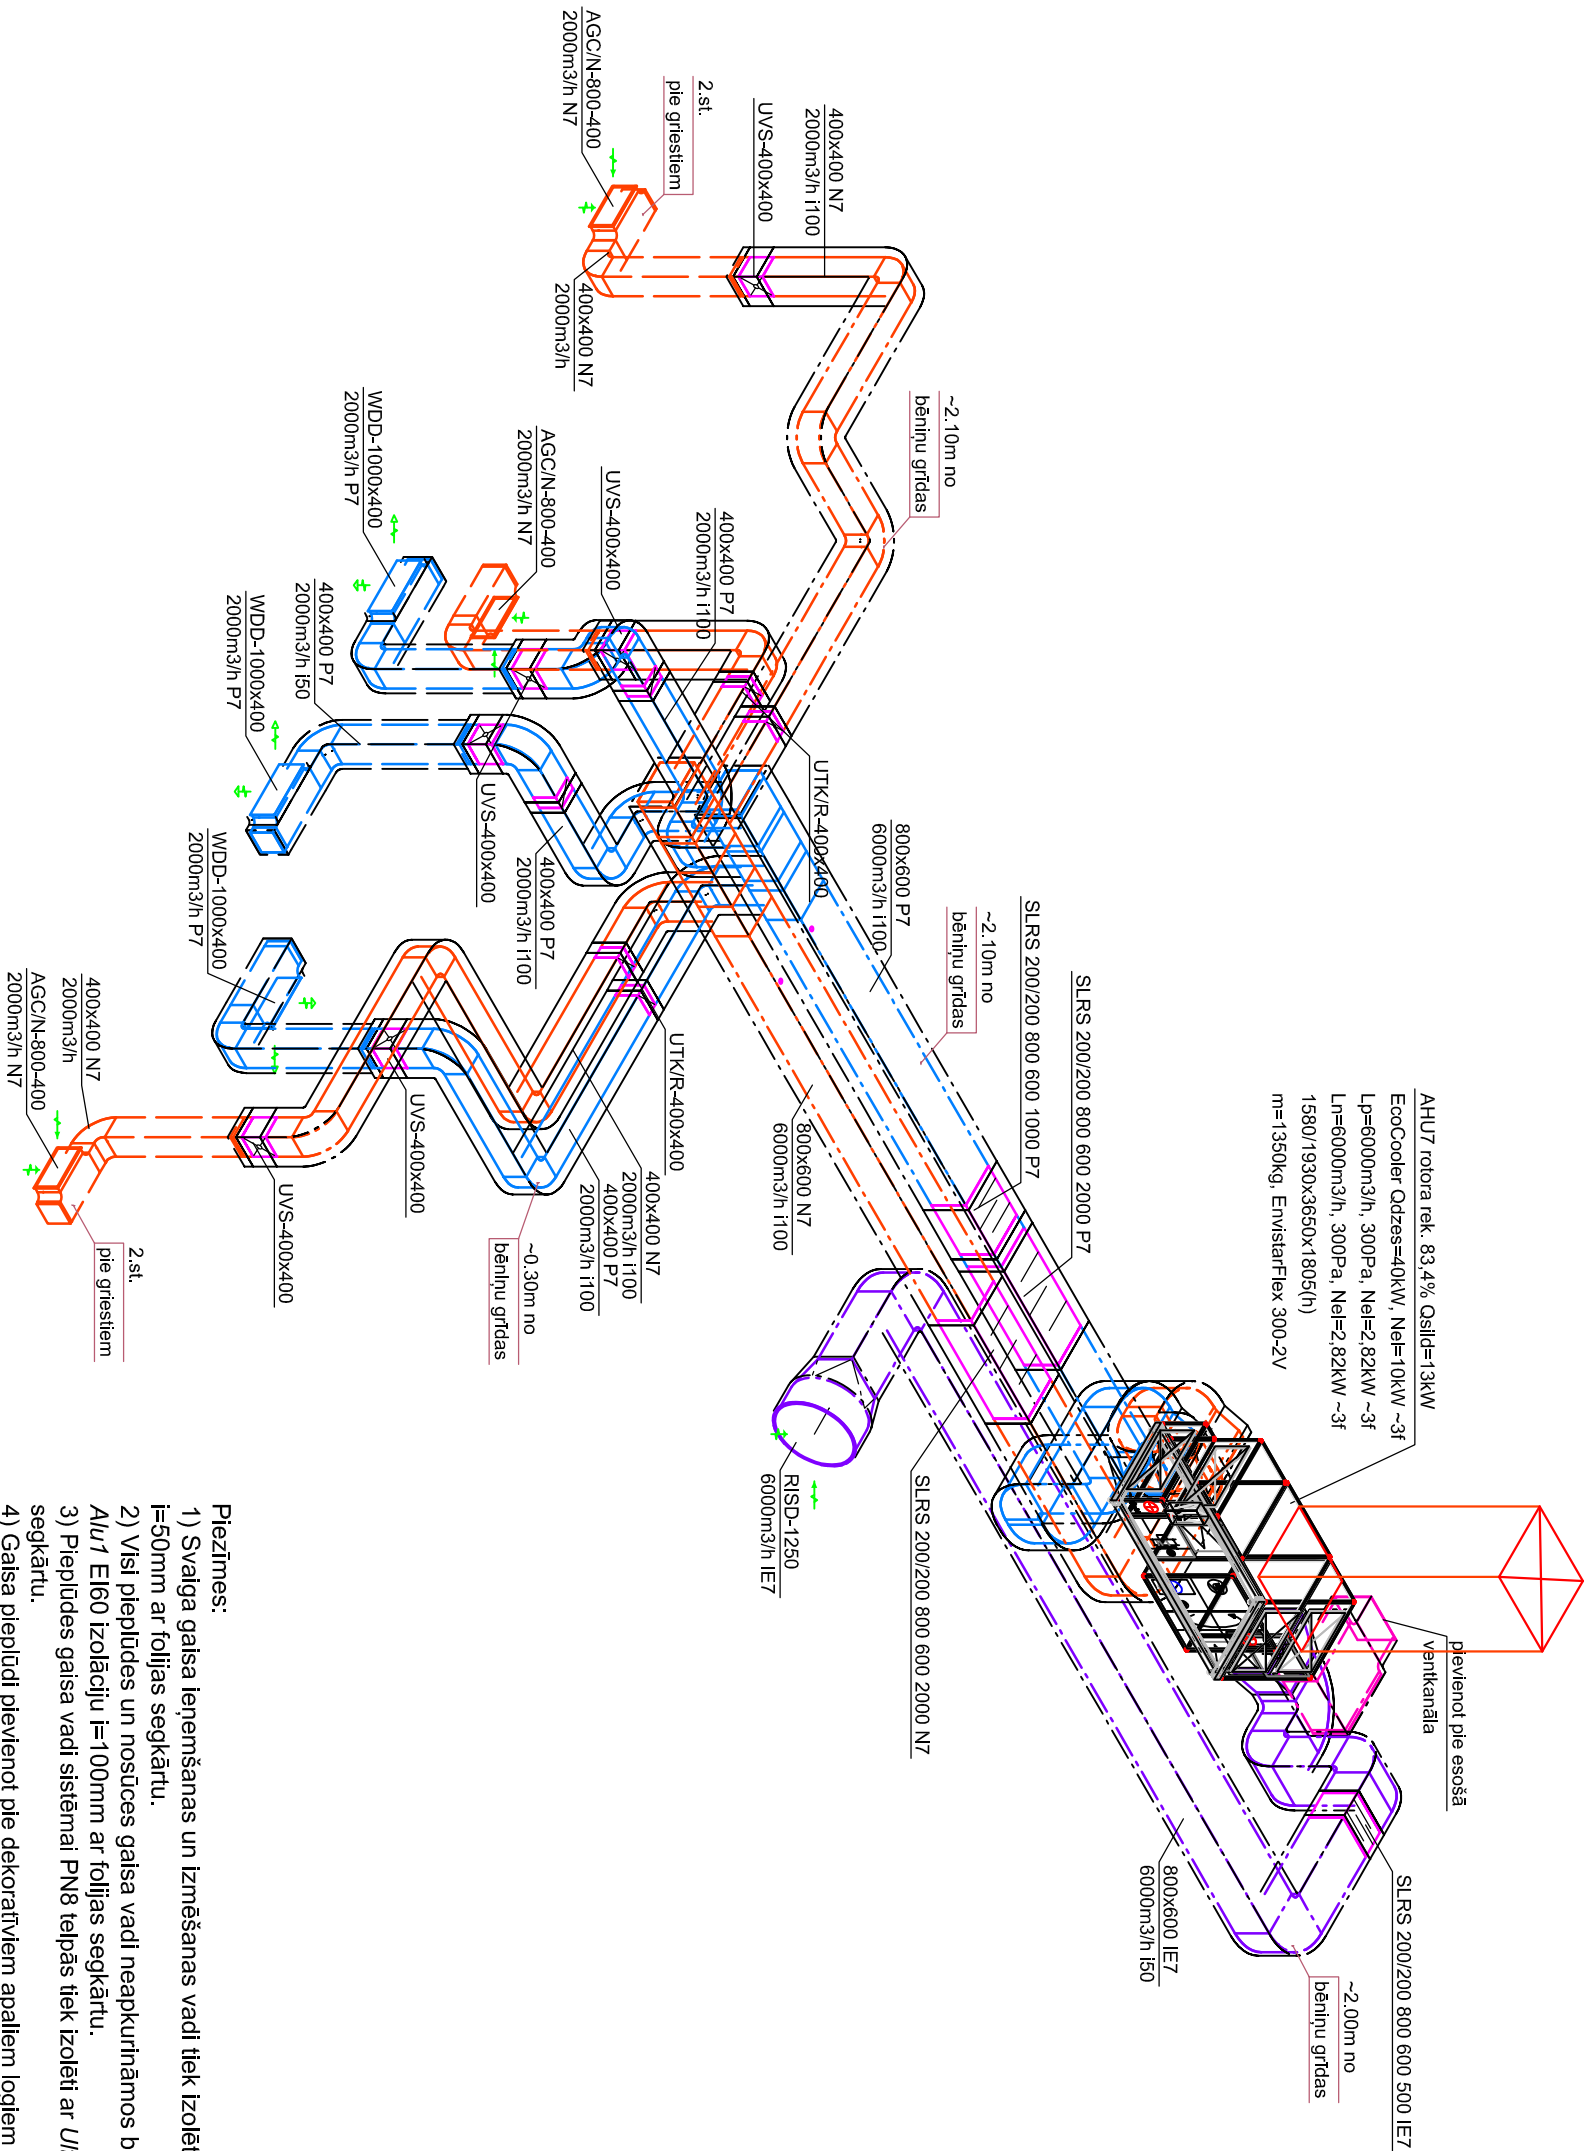 AHU7 rotora rek. 83,4% Qsild=13kW
EcoCooler Qdzes=40kW, Nel=10kW ~3f
Lp=6000m3/h, 300Pa, Nel=2,82kW ~3f
Ln=6000m3/h, 300Pa, Nel=2,82kW ~3f
1580/1930x3650x1805(h)
m=1350kg, EnvistarFlex 300-2V
pievienot pie esošā
ventkanāla
SLRS 200/200 800 600 500 IE7
~2.00m no
bēniņu grīdas
800x600 IE7
6000m3/h i50
SLRS 200/200 800 600 2000 P7
SLRS 200/200 800 600 1000 P7
~2.10m no
bēniņu grīdas
800x600 P7
6000m3/h i100
SLRS 200/200 800 600 2000 N7
RISD-1250
6000m3/h IE7
800x600 N7
6000m3/h i100
~2.10m no
bēniņu grīdas
400x400 N7
2000m3/h i100
UVS-400x400
2.st.
pie griestiem
AGC/N-800-400
2000m3/h N7
400x400 N7
2000m3/h
UTK/R-400x400
400x400 P7
2000m3/h i100
UVS-400x400
AGC/N-800-400
2000m3/h N7
WDD-1000x400
2000m3/h P7
400x400 P7
2000m3/h i50
WDD-1000x400
2000m3/h P7
UVS-400x400
400x400 P7
2000m3/h i100
UTK/R-400x400
400x400 N7
2000m3/h i100
400x400 P7
2000m3/h i100
~0.30m no
bēniņu grīdas
UVS-400x400
WDD-1000x400
2000m3/h P7
UVS-400x400
400x400 N7
2000m3/h
AGC/N-800-400
2000m3/h N7
2.st.
pie griestiem
Piezīmes:
1) Svaiga gaisa ieņemšanas un izmēšanas vadi tiek izolēt
i=50mm ar folijas segkārtu.
2) Visi pieplūdes un nosūces gaisa vadi neapkurināmos b
Alu1 EI60 izolāciju i=100mm ar folijas segkārtu.
3) Pieplūdes gaisa vadi sistēmai PN8 telpās tiek izolēti ar
segkārtu.
4) Gaisa pieplūdi pievienot pie dekoratīviem apaļiem logiem